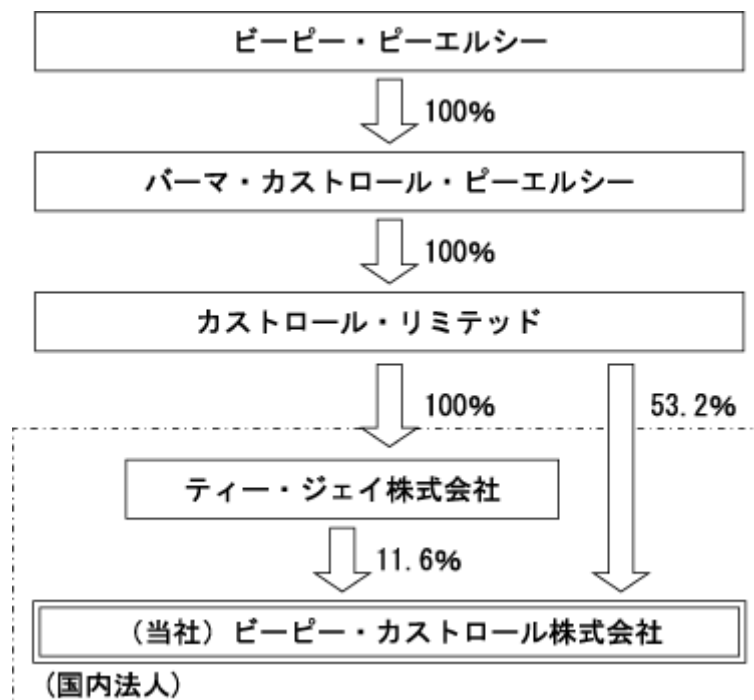 ビーピー・ピーエルシー
100%
バーマ・カストロール・ピーエルシー
100%
カストロール・リミテッド
100%
53.2%
ティー・ジェイ株式会社
11.6%
(当社)ビーピー・カストロール株式会社
(国内法人)